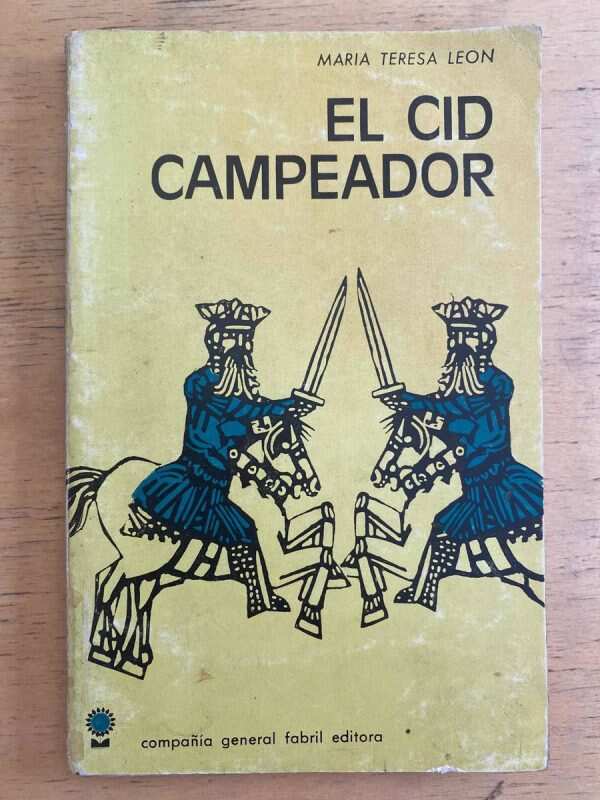 MARIA TERESA LEON
EL CID
CAMPEADOR
compañía general fabril editora